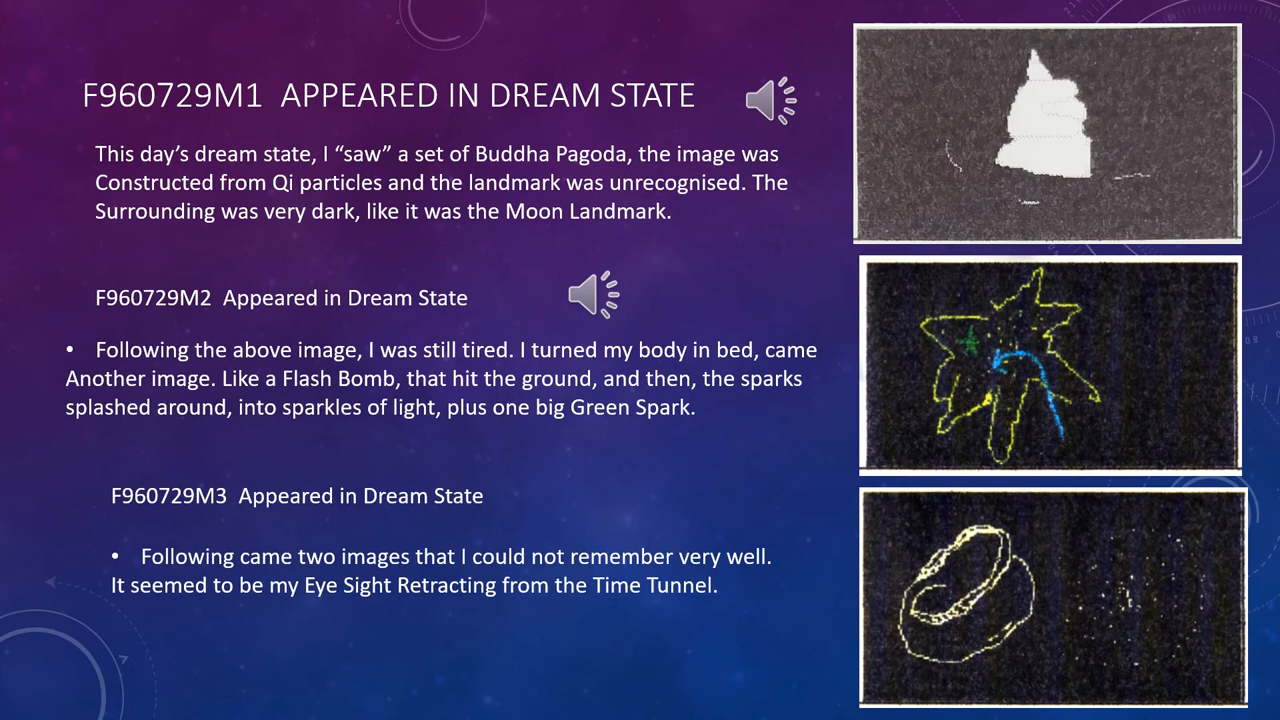 F960729M1 APPEARED IN DREAM STATE
This day's dream state, I “saw” a set of Buddha Pagoda, the image was
Constructed from Qi particles and the landmark was unrecognised. The
Surrounding was very dark, like it was the Moon Landmark.
F960729M2 Appeared in Dream State
• Following the above image, I was still tired. I turned my body in bed, came
Another image. Like a Flash Bomb, that hit the ground, and then, the sparks
splashed around, into sparkles of light, plus one big Green Spark.
F960729M3 Appeared in Dream State
• Following came two images that I could not remember very well.
It seemed to be my Eye Sight Retracting from the Time Tunnel.